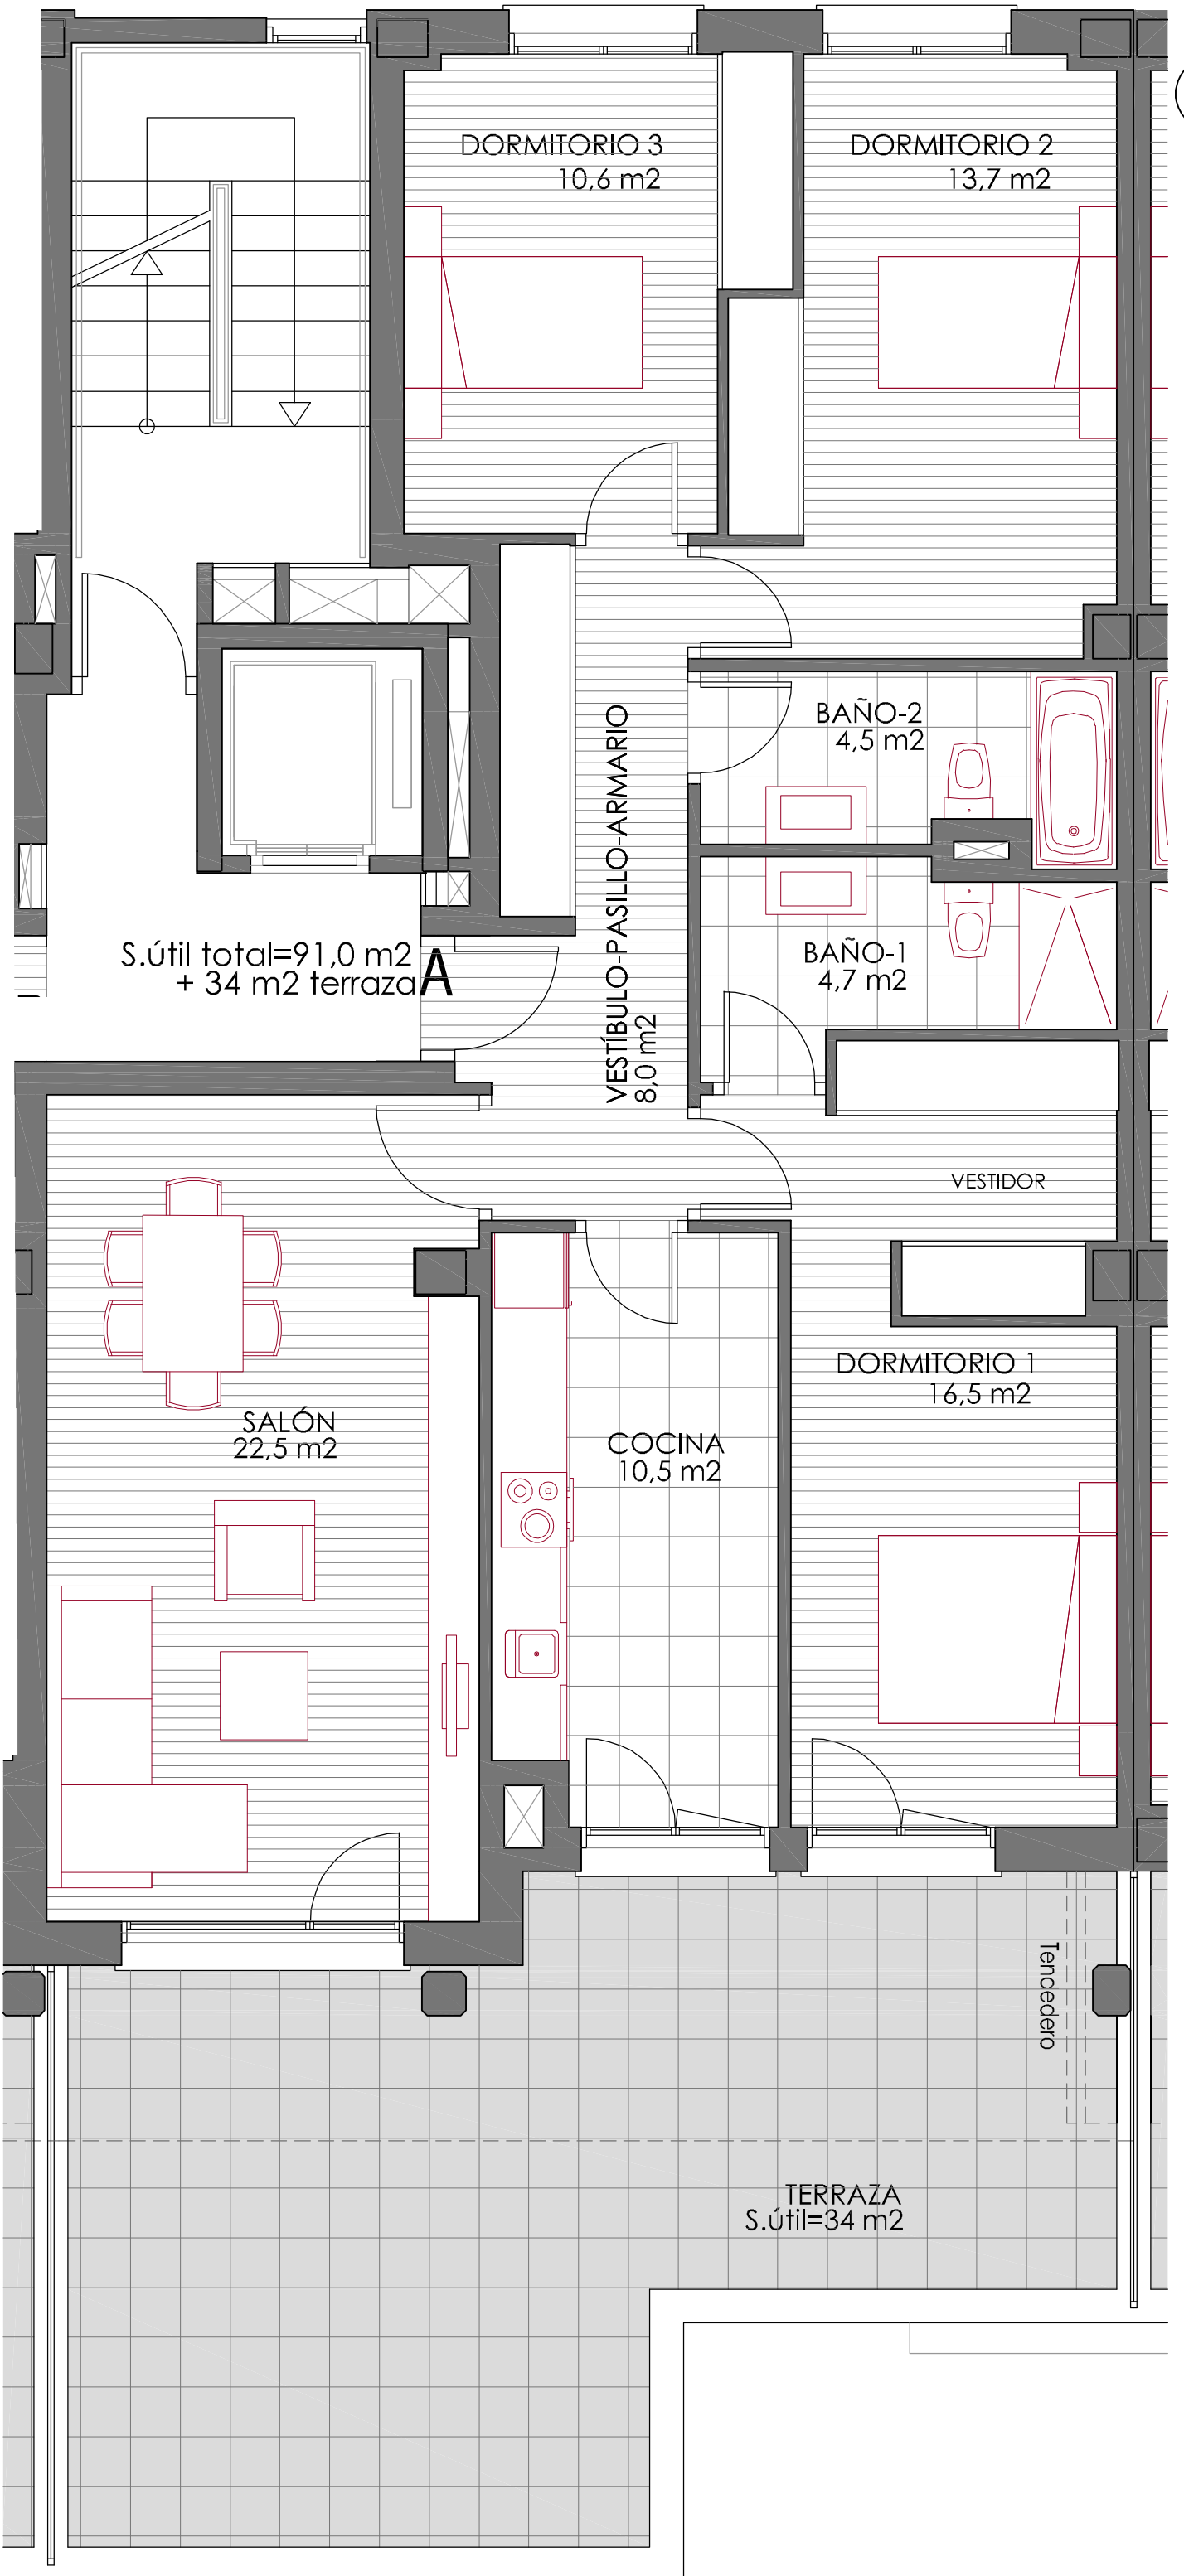 DORMITORIO 3
10,6 m2
DORMITORIO 2
13,7 m2
BAÑO-2
4,5 m2
VESTÍBULO-PASILLO-ARMARIO
8,0 m2
S.útil total=91,0 m2
+ 34 m2 terraza
A
BAÑO-1
4,7 m2
VESTIDOR
DORMITORIO 1
16,5 m2
SALÓN
22,5 m2
COCINA
10,5 m2
Tendedero
TERRAZA
S.útil=34 m2